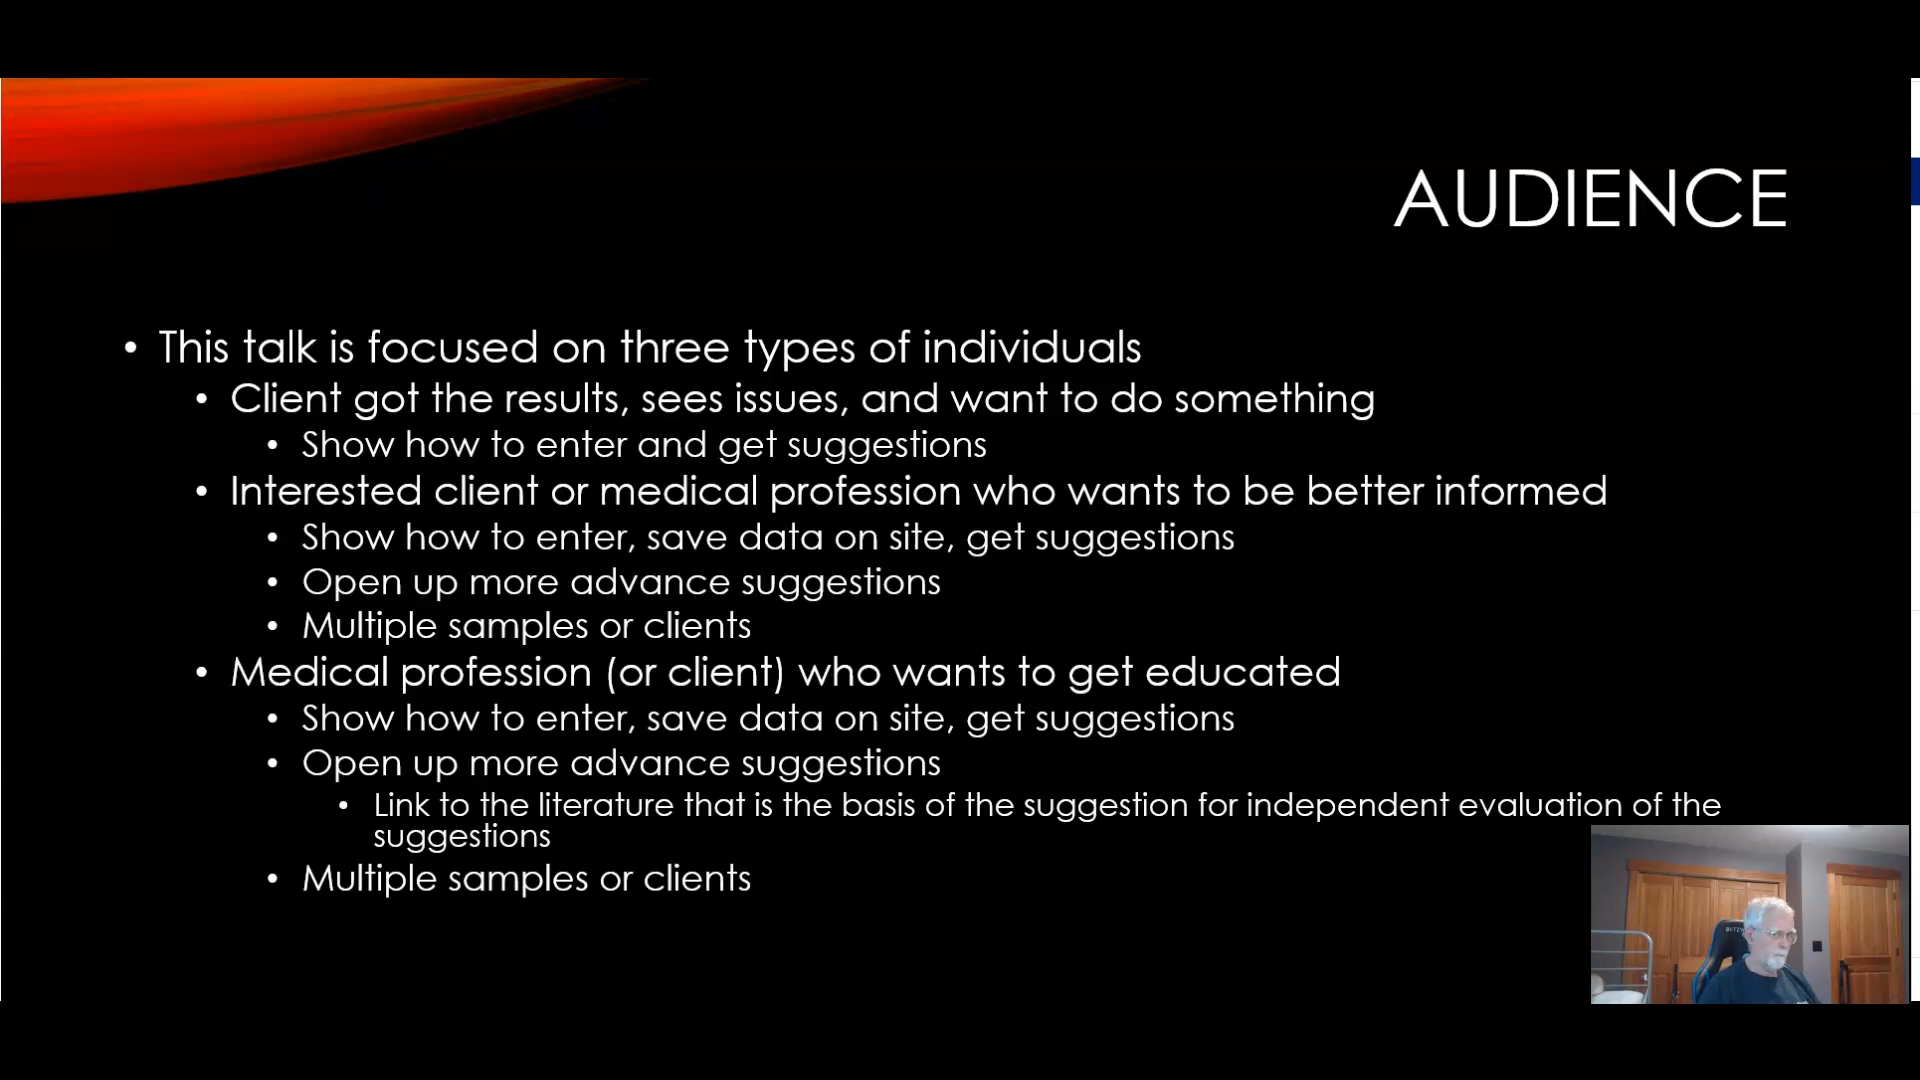 AUDIENCE
• This talk is focused on three types of individuals
• Client got the results, sees issues, and want to do something
• Show how to enter and get suggestions
• Interested client or medical profession who wants to be better informed
• Show how to enter, save data on site, get suggestions
• Open up more advance suggestions
• Multiple samples or clients
• Medical profession (or client) who wants to get educated
• Show how to enter, save data on site, get suggestions
• Open up more advance suggestions
• Link to the literature that is the basis of the suggestion for independent evaluation of the
suggestions
• Multiple samples or clients